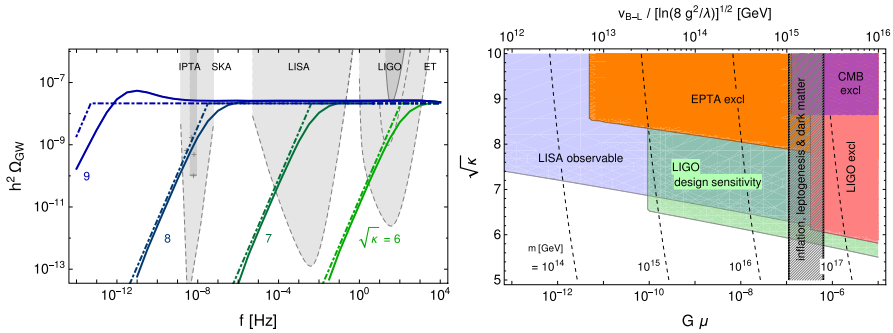 IPTA SKA LISA LIGO ET
h² Ω_GW
10⁻⁷
10⁻⁹
10⁻¹¹
10⁻¹³
9
8
7
√κ = 6
10⁻¹² 10⁻⁸ 10⁻⁴ 10⁰ 10⁴
f [Hz]
v_B-L / [ln(8 g²/λ)]^1/2 [GeV]
10¹² 10¹³ 10¹⁴ 10¹⁵ 10¹⁶
√κ
10
9
8
7
6
5
EPTA excl
CMB
excl
LISA observable
LIGO
design sensitivity
inflation, leptogenesis & dark matter
LIGO excl
m [GeV]
= 10¹⁴ 10¹⁵ 10¹⁶ 10¹⁷
10⁻¹² 10⁻¹⁰ 10⁻⁸ 10⁻⁶
G μ